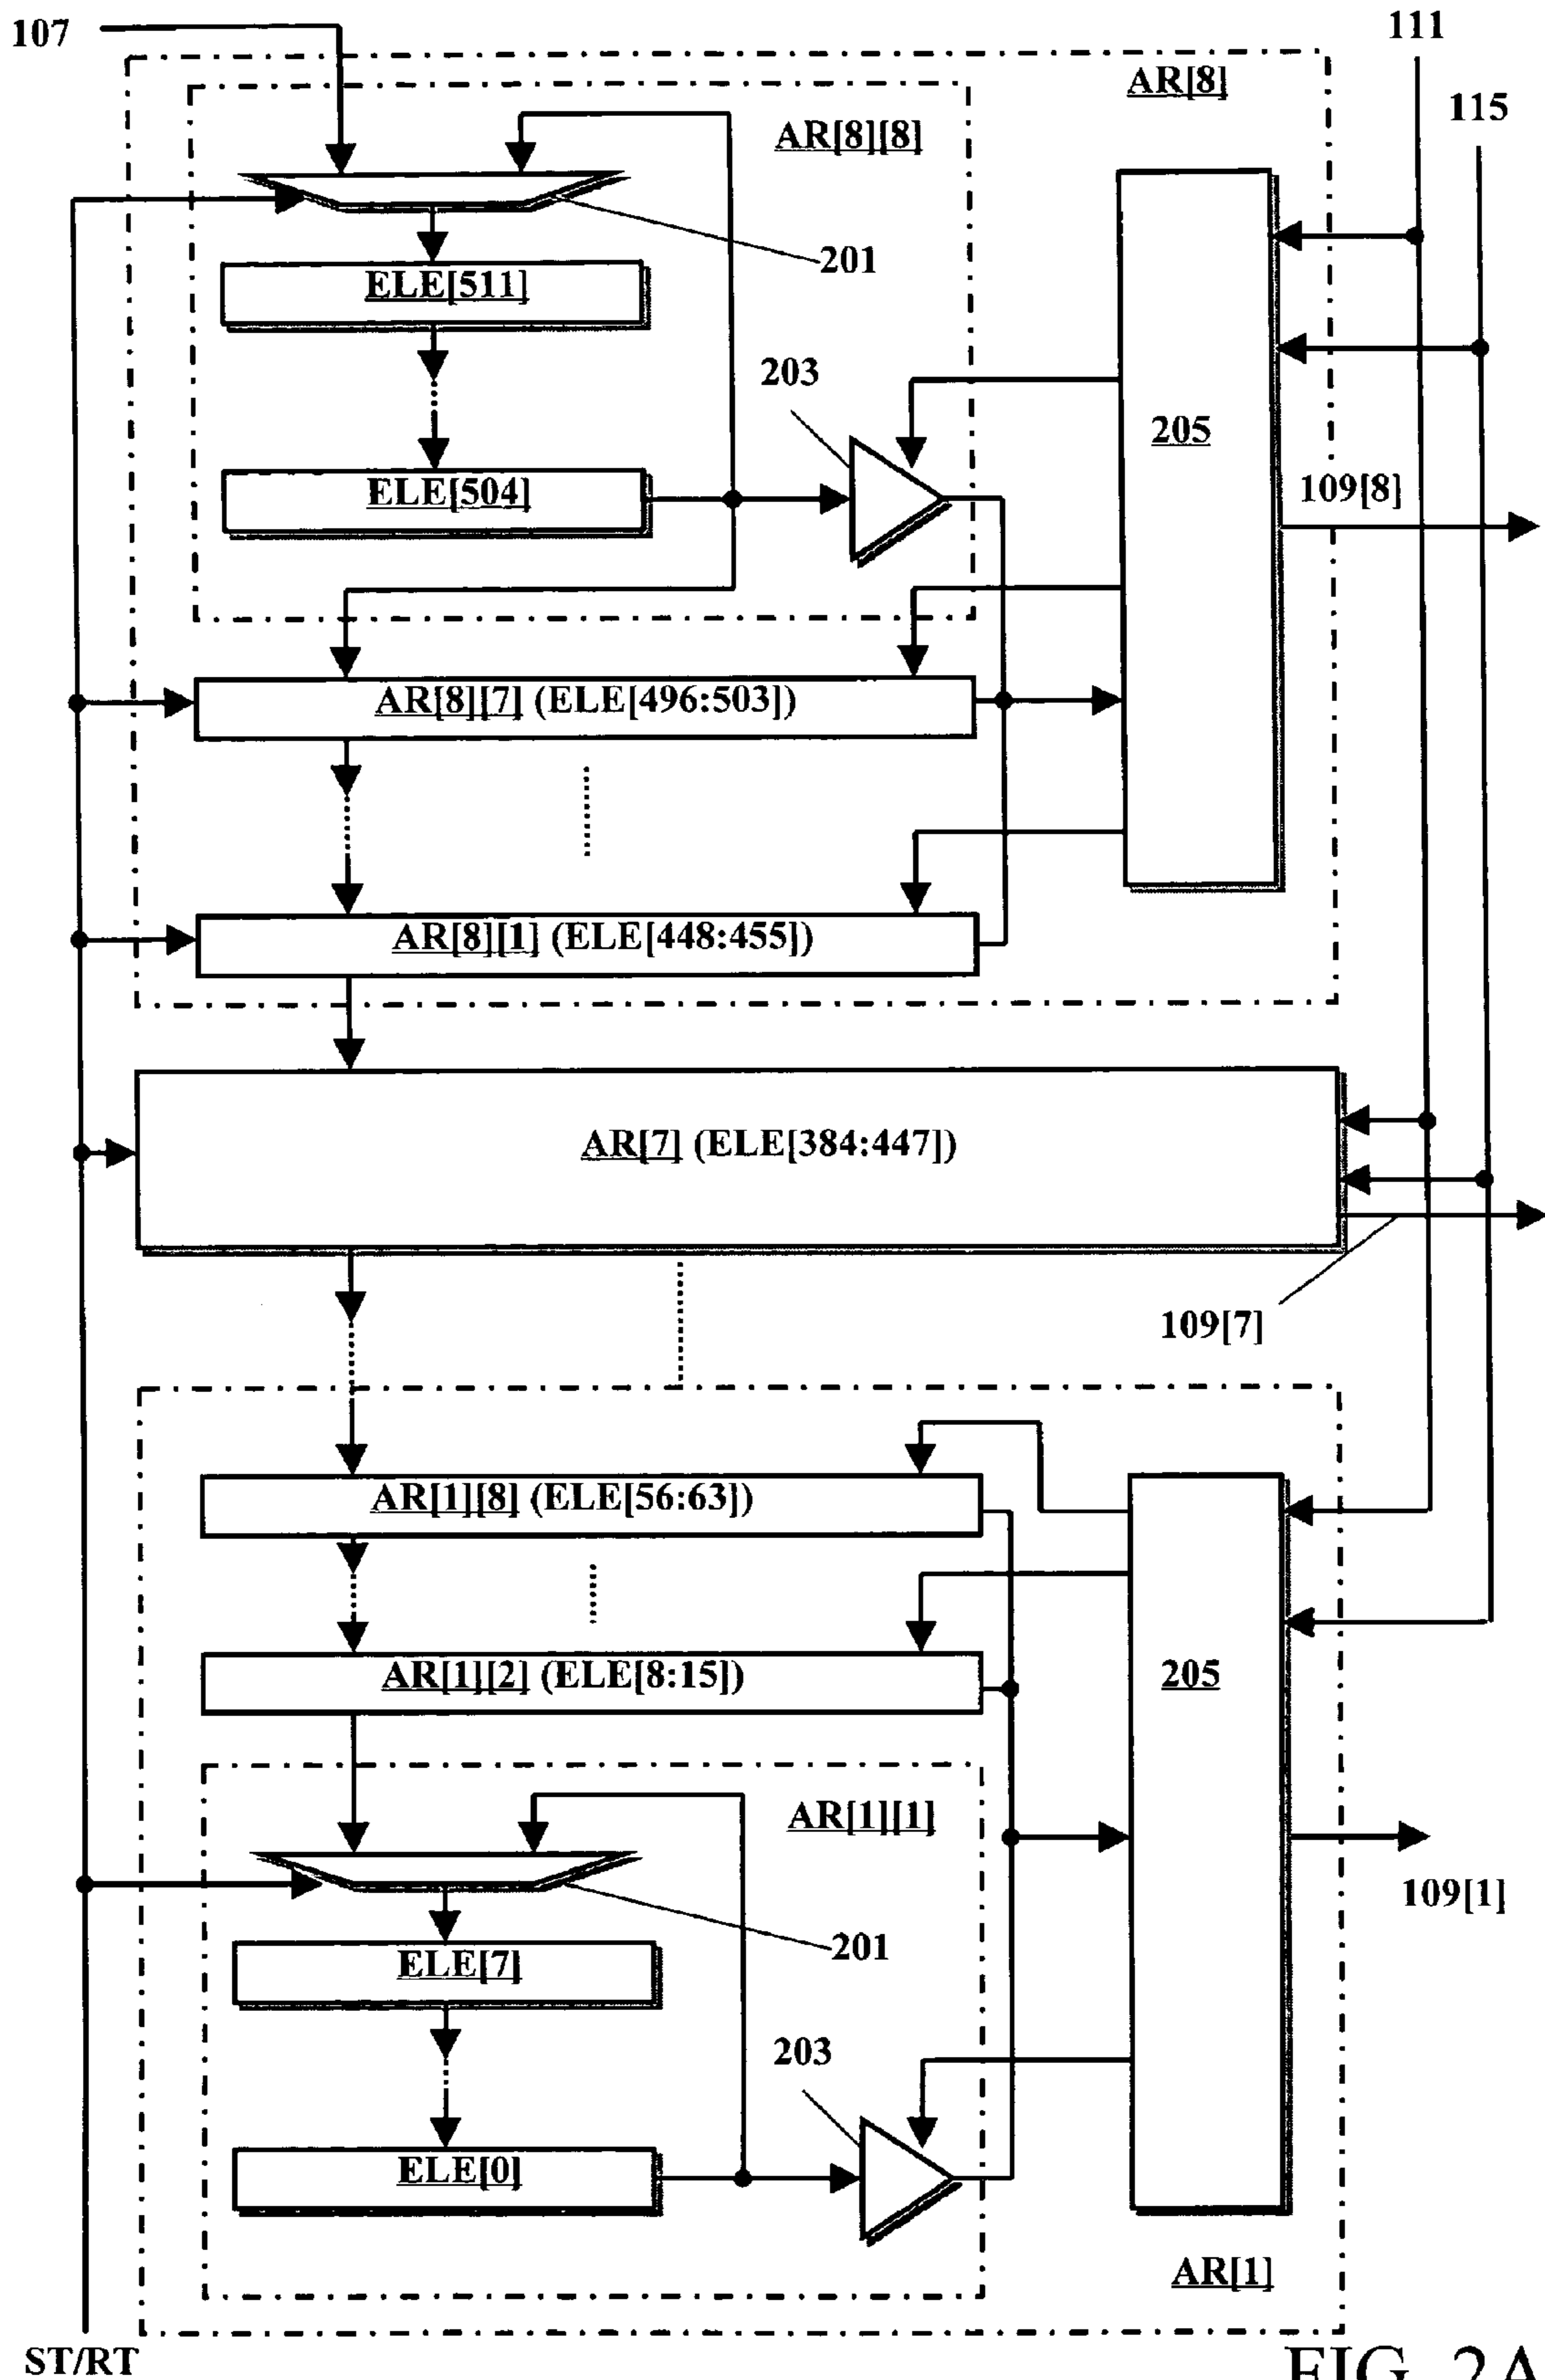 107
111
AR[8]
115
AR[8][8]
201
ELE[511]
203
205
ELE[504]
109[8]
AR[8][7] (ELE[496:503])
AR[8][1] (ELE[448:455])
AR[7] (ELE[384:447])
109[7]
AR[1][8] (ELE[56:63])
AR[1][2] (ELE[8:15])
205
AR[1][1]
109[1]
201
ELE[7]
203
ELE[0]
AR[1]
ST/RT
FIG. 2A